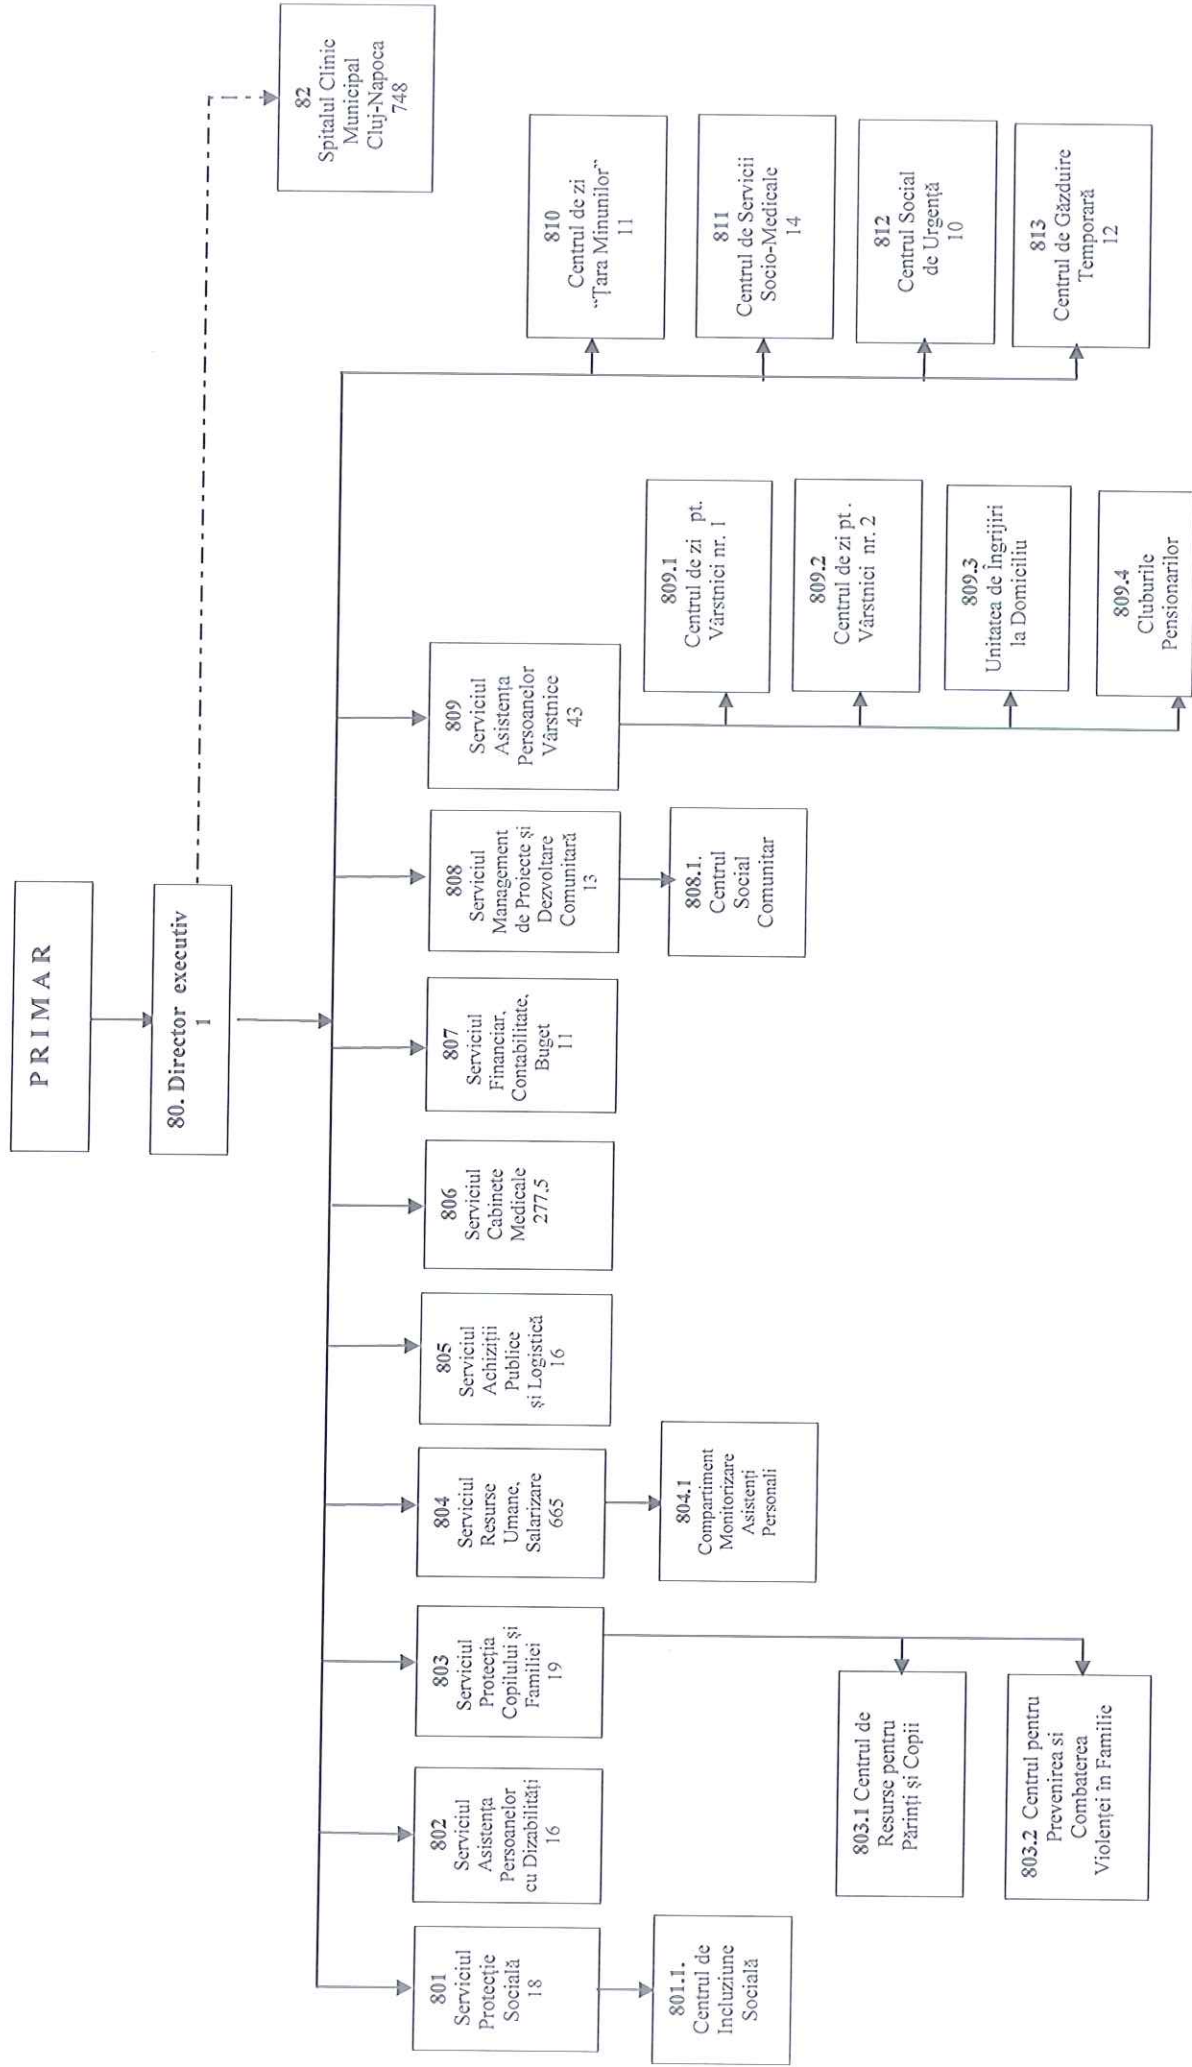 PRIMAR
80. Director executiv
1
82
Spitalul Clinic
Municipal
Cluj-Napoca
748
801
Serviciul
Protecție
Socială
18
802
Serviciul
Asistența
Persoanelor
cu Dizabilități
16
803
Serviciul
Protecția
Copilului și
Familiei
19
804
Serviciul
Resurse
Umane,
Salarizare
665
805
Serviciul
Achiziții
Publice
și Logistică
16
806
Serviciul
Cabinete
Medicale
277.5
807
Serviciul
Financiar,
Contabilitate,
Buget
11
808
Serviciul
Management
de Proiecte și
Dezvoltare
Comunitară
13
809
Serviciul
Asistența
Persoanelor
Vârstnice
43
801.1.
Centrul de
Incluziune
Socială
803.1 Centrul de
Resurse pentru
Părinți și Copii
803.2 Centrul pentru
Prevenirea si
Combaterea
Violenței în Familie
804.1
Compartiment
Monitorizare
Asistenți
Personali
808.1.
Centrul
Social
Comunitar
809.1
Centrul de zi pt.
Vârstnici nr. 1
809.2
Centrul de zi pt .
Vârstnici nr. 2
809.3
Unitatea de Îngrijiri
la Domiciliu
809.4
Cluburile
Pensionarilor
810
Centrul de zi
“Țara Minunilor”
11
811
Centrul de Servicii
Socio-Medicale
14
812
Centrul Social
de Urgență
10
813
Centrul de Găzduire
Temporară
12